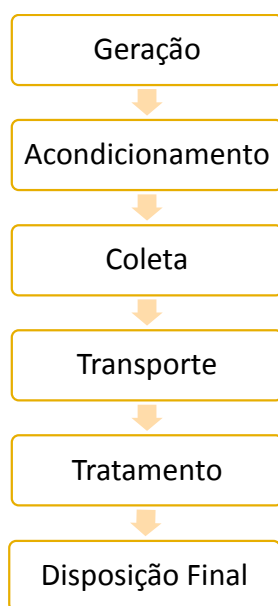 Geração
Acondicionamento
Coleta
Transporte
Tratamento
Disposição Final